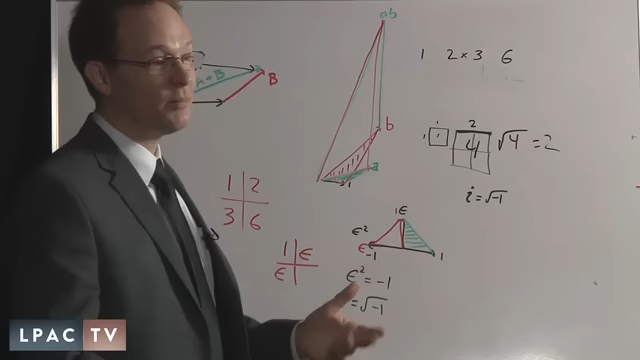 ab
A+B
B
1 2×3 6
b
a
1
1 2
3 6
1
1
2
4
√4 = 2
i = √-1
ε² 1ε
ε -1 1
1 ε
ε
ε² = -1
= √-1
LPAC TV